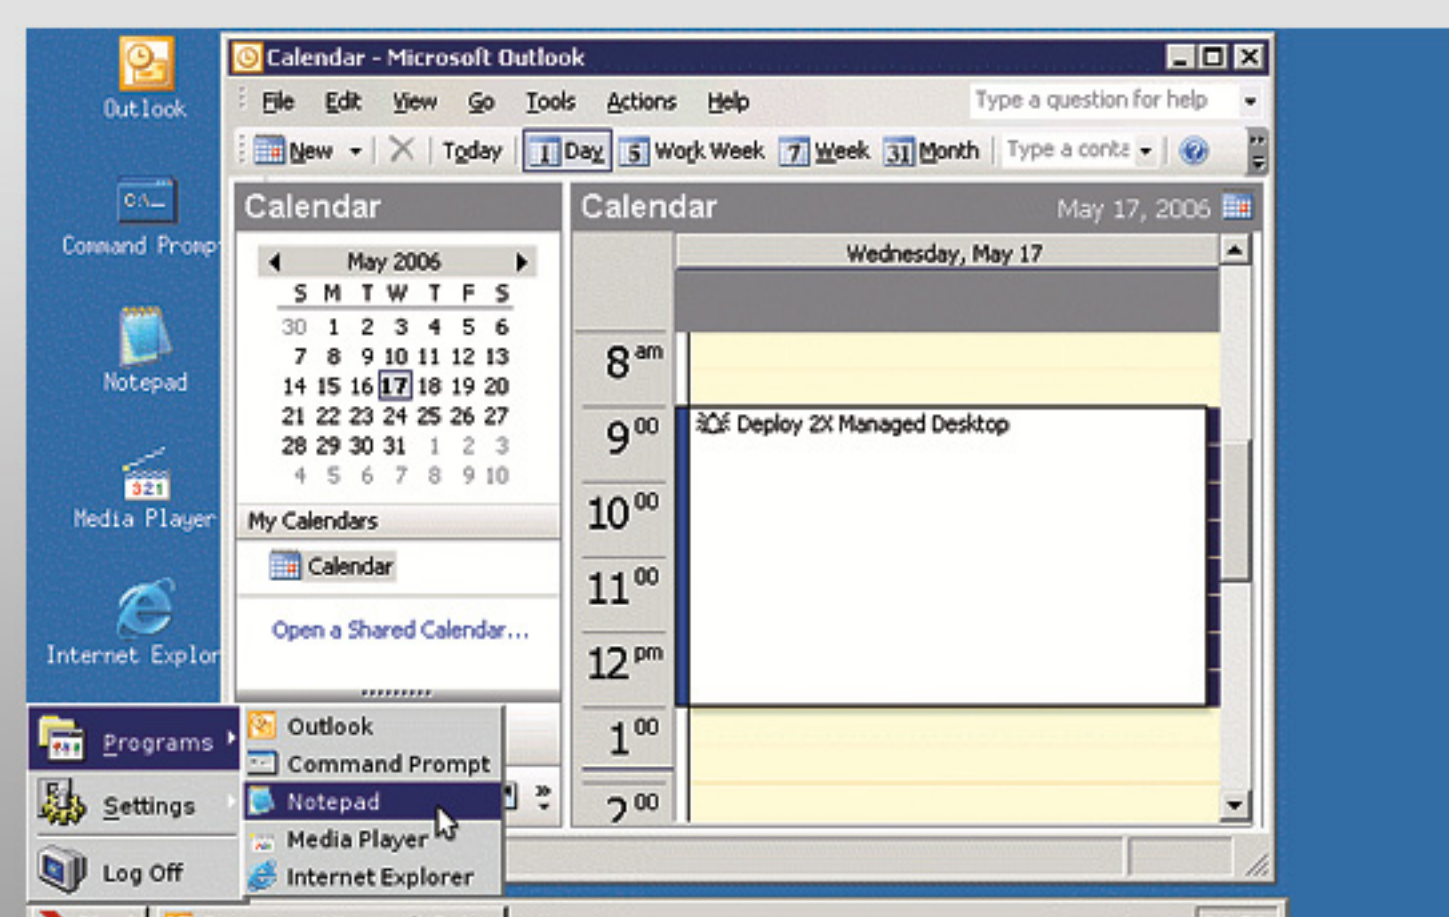 Outlook
Command Promp
Notepad
321
Media Player
Internet Explor
Calendar - Microsoft Outlook
File Edit View Go Tools Actions Help Type a question for help
New Today 1 Day 5 Work Week 7 Week 31 Month Type a conta
Calendar
May 2006
S M T W T F S
30 1 2 3 4 5 6
7 8 9 10 11 12 13
14 15 16 17 18 19 20
21 22 23 24 25 26 27
28 29 30 31 1 2 3
4 5 6 7 8 9 10
My Calendars
Calendar
Open a Shared Calendar...
Calendar May 17, 2006
Wednesday, May 17
8 am
9 00 Deploy 2X Managed Desktop
10 00
11 00
12 pm
1 00
2 00
Programs
Settings
Log Off
Outlook
Command Prompt
Notepad
Media Player
Internet Explorer